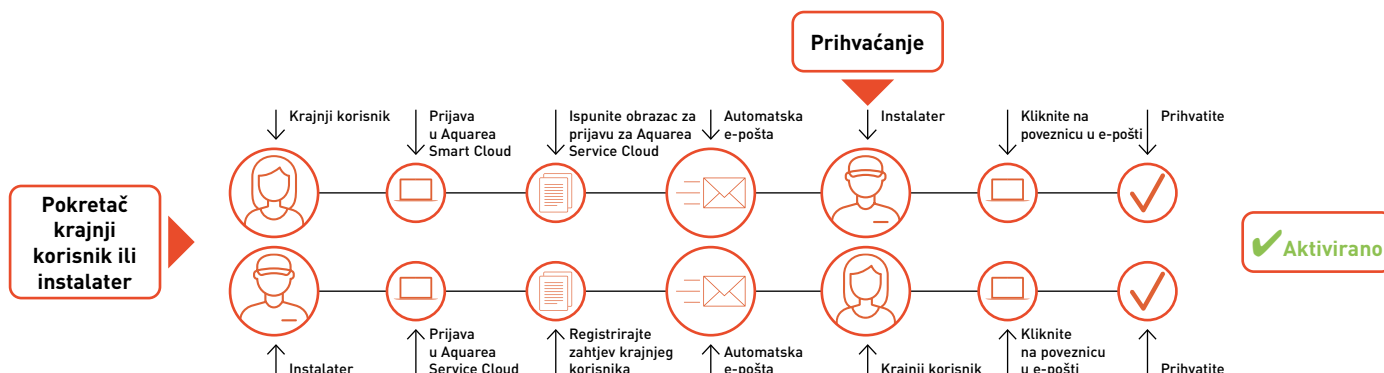 Prihvaćanje
Krajnji korisnik
Prijava
u Aquarea
Smart Cloud
Ispunite obrazac za
prijavu za Aquarea
Service Cloud
Automatska
e-pošta
Instalater
Kliknite na
poveznicu u e-pošti
Prihvatite
Pokretač
krajnji
korisnik ili
instalater
Aktivirano
Instalater
Prijava
u Aquarea
Service Cloud
Registrirajte
zahtjev krajnjeg
korisnika
Automatska
e-pošta
Krajnji korisnik
Kliknite
na poveznicu
u e-pošti
Prihvatite